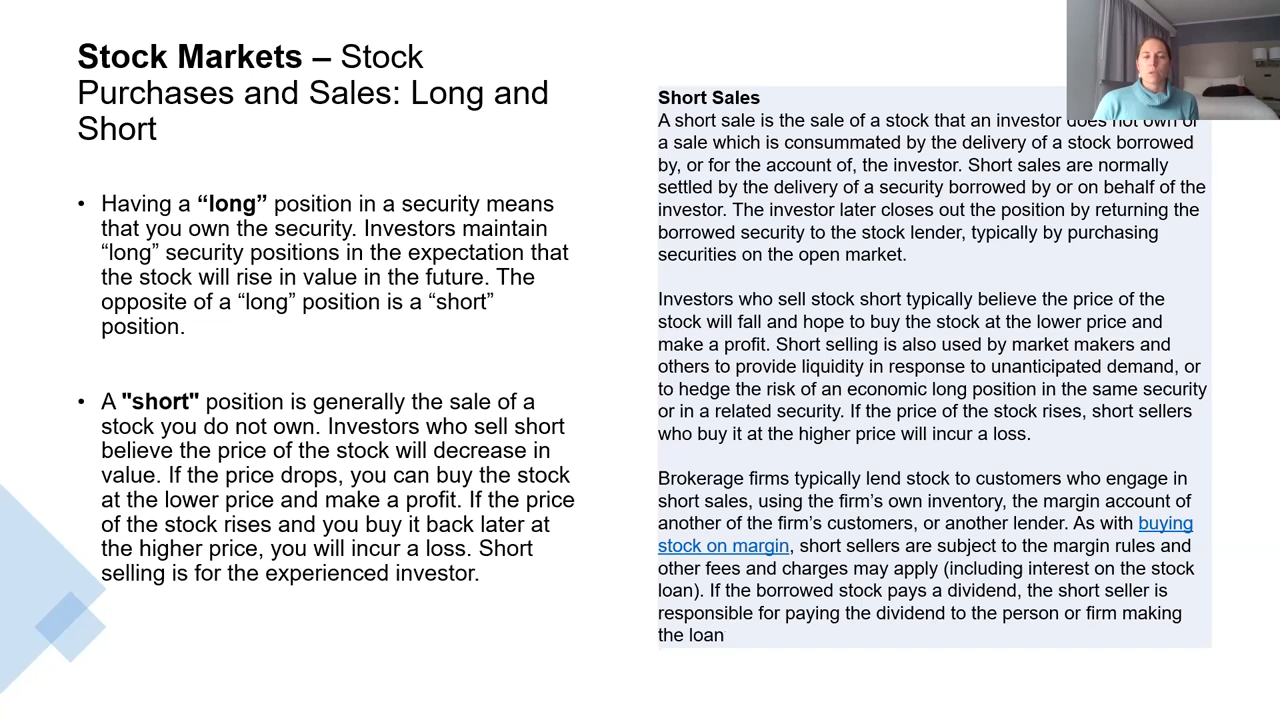 Stock Markets – Stock
Purchases and Sales: Long and
Short
• Having a “long” position in a security means
that you own the security. Investors maintain
“long” security positions in the expectation that
the stock will rise in value in the future. The
opposite of a “long” position is a “short”
position.
• A "short" position is generally the sale of a
stock you do not own. Investors who sell short
believe the price of the stock will decrease in
value. If the price drops, you can buy the stock
at the lower price and make a profit. If the price
of the stock rises and you buy it back later at
the higher price, you will incur a loss. Short
selling is for the experienced investor.
Short Sales
A short sale is the sale of a stock that an investor does not own or
a sale which is consummated by the delivery of a stock borrowed
by, or for the account of, the investor. Short sales are normally
settled by the delivery of a security borrowed by or on behalf of the
investor. The investor later closes out the position by returning the
borrowed security to the stock lender, typically by purchasing
securities on the open market.
Investors who sell stock short typically believe the price of the
stock will fall and hope to buy the stock at the lower price and
make a profit. Short selling is also used by market makers and
others to provide liquidity in response to unanticipated demand, or
to hedge the risk of an economic long position in the same security
or in a related security. If the price of the stock rises, short sellers
who buy it at the higher price will incur a loss.
Brokerage firms typically lend stock to customers who engage in
short sales, using the firm’s own inventory, the margin account of
another of the firm’s customers, or another lender. As with buying
stock on margin, short sellers are subject to the margin rules and
other fees and charges may apply (including interest on the stock
loan). If the borrowed stock pays a dividend, the short seller is
responsible for paying the dividend to the person or firm making
the loan